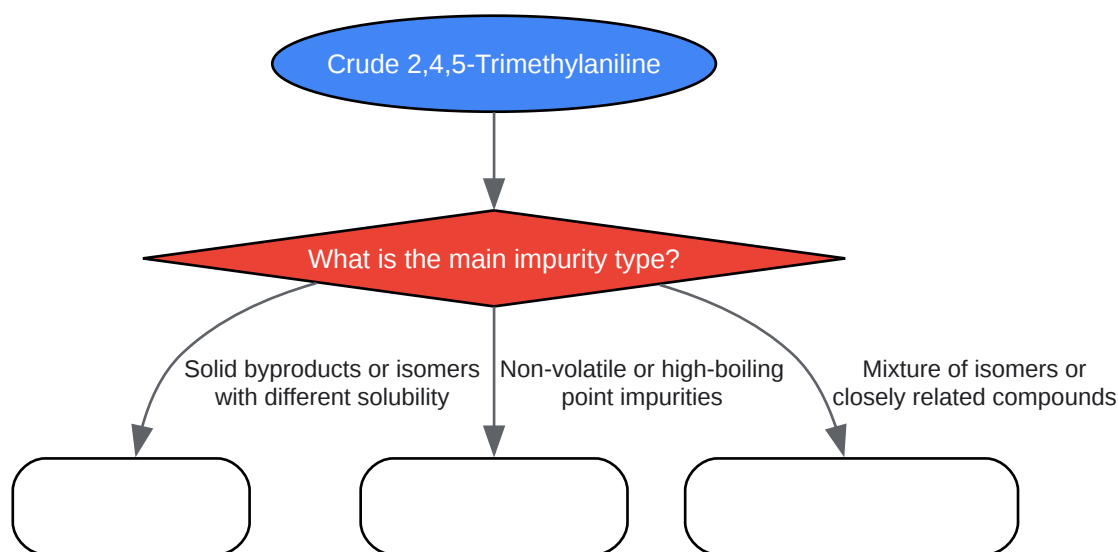 Crude 2,4,5-Trimethylaniline
What is the main impurity type?
Solid byproducts or isomers
with different solubility
Non-volatile or high-boiling
point impurities
Mixture of isomers or
closely related compounds